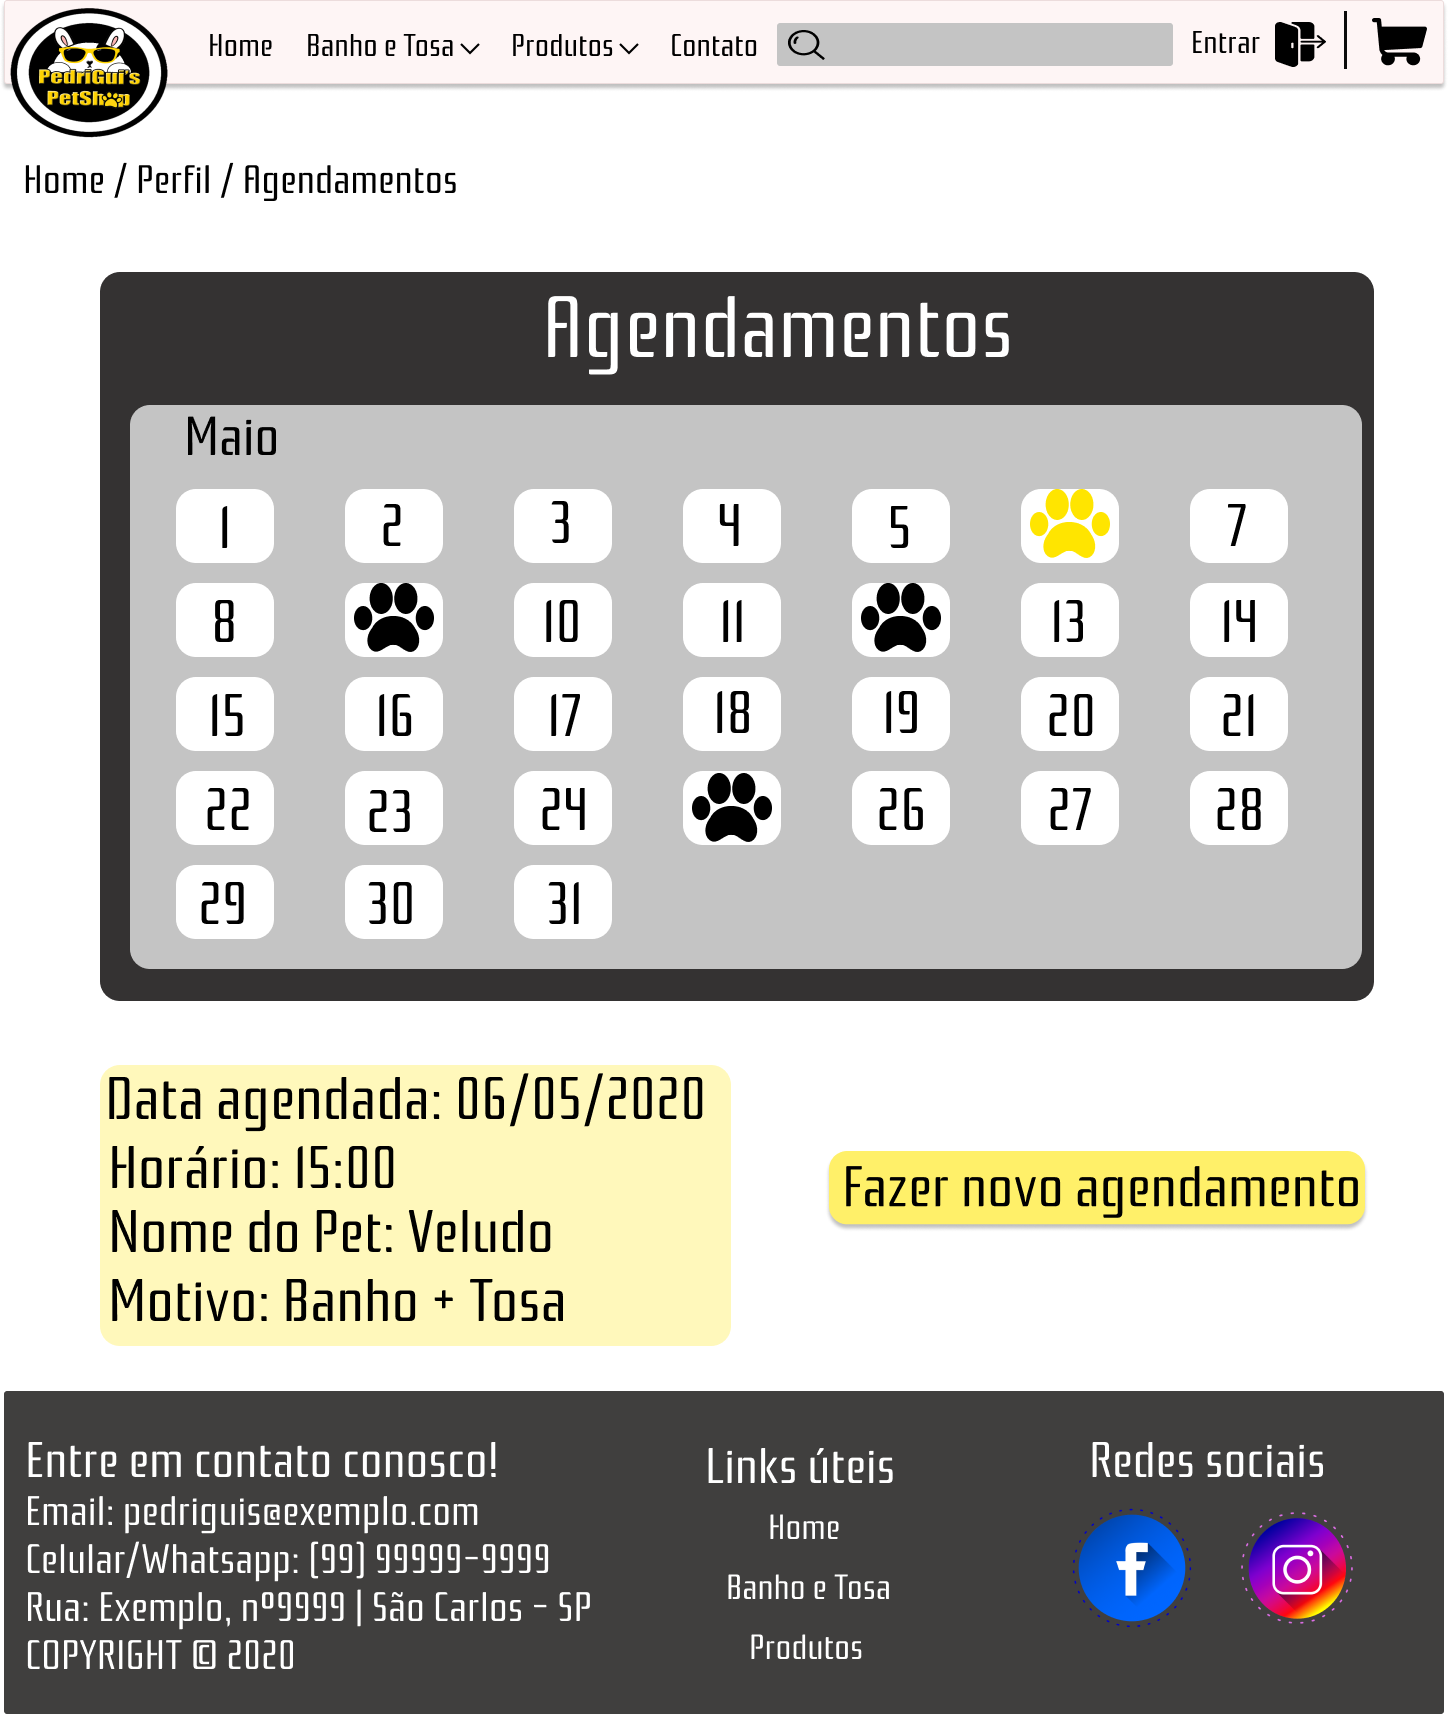 PedriGui's
PetShop
Home Banho e Tosa Produtos Contato Entrar
Home / Perfil / Agendamentos
Agendamentos
Maio
1 2 3 4 5 7
8 10 11 13 14
15 16 17 18 19 20 21
22 23 24 26 27 28
29 30 31
Data agendada: 06/05/2020
Horário: 15:00
Nome do Pet: Veludo
Motivo: Banho + Tosa
Fazer novo agendamento
Entre em contato conosco!
Email: pedriguis@exemplo.com
Celular/Whatsapp: (99) 99999-9999
Rua: Exemplo, nº9999 | São Carlos - SP
COPYRIGHT © 2020
Links úteis
Home
Banho e Tosa
Produtos
Redes sociais